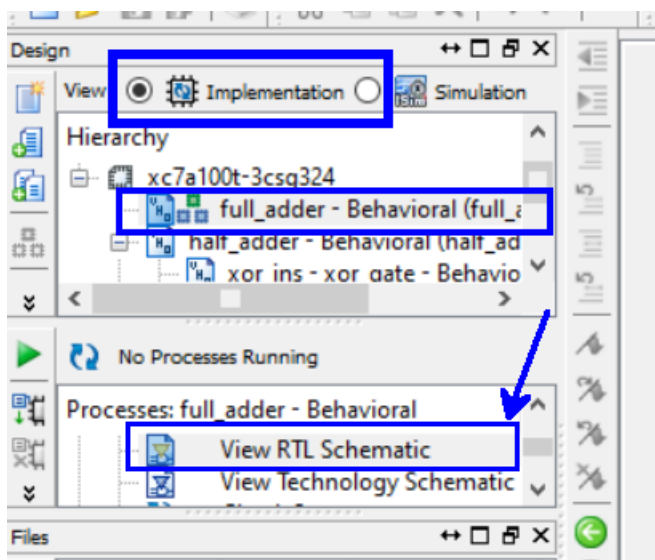 Design
View: Implementation Simulation
Hierarchy
xc7a100t-3csg324
full_adder - Behavioral (full_a
half_adder - Behavioral (half_ad
xor_ins - xor_gate - Behavio
No Processes Running
Processes: full_adder - Behavioral
View RTL Schematic
View Technology Schematic
Files